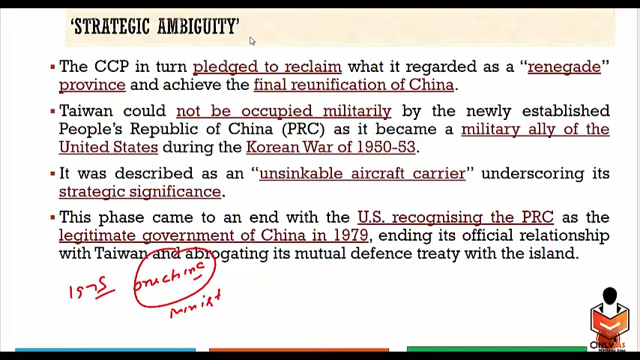 ‘STRATEGIC AMBIGUITY’
The CCP in turn pledged to reclaim what it regarded as a “renegade”
province and achieve the final reunification of China.
Taiwan could not be occupied militarily by the newly established
People’s Republic of China (PRC) as it became a military ally of the
United States during the Korean War of 1950-53.
It was described as an “unsinkable aircraft carrier” underscoring its
strategic significance.
This phase came to an end with the U.S. recognising the PRC as the
legitimate government of China in 1979, ending its official relationship
with Taiwan and abrogating its mutual defence treaty with the island.